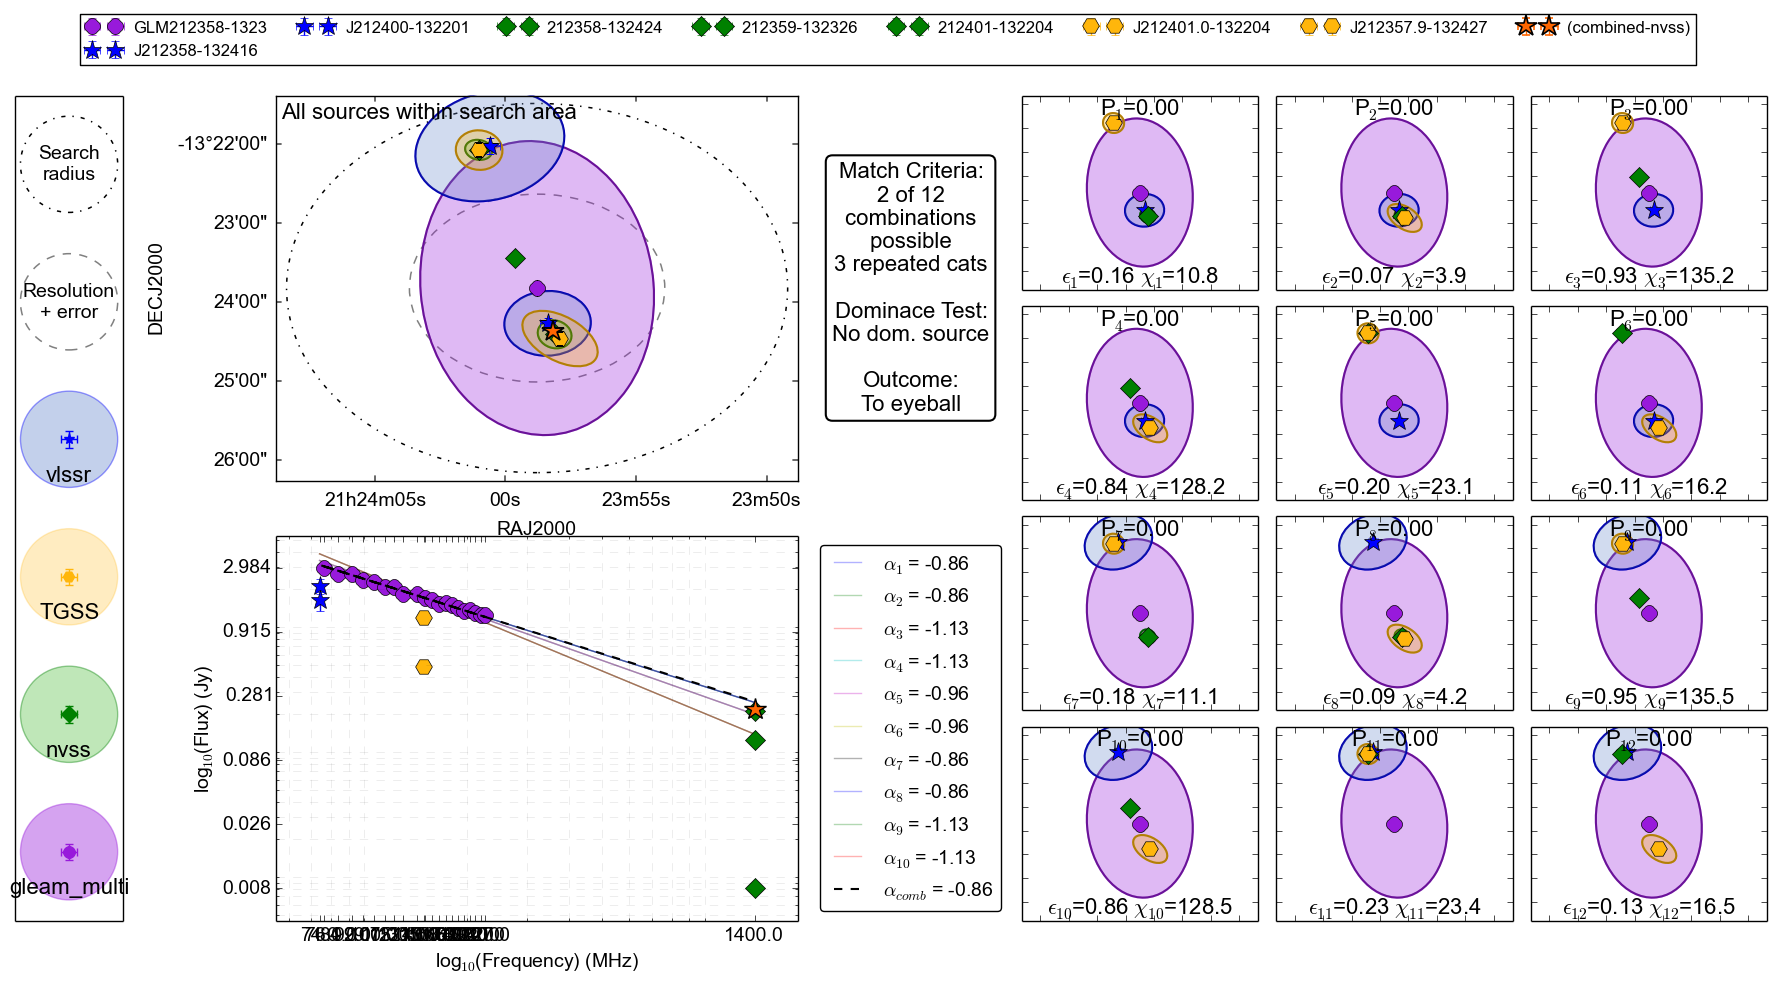 GLM212358-1323 J212400-132201 212358-132424 212359-132326 212401-132204 J212401.0-132204 J212357.9-132427 (combined-nvss)
J212358-132416
Search
radius
Resolution
+ error
vlssr
TGSS
nvss
gleam_multi
All sources within search area
-13°22'00"
23'00"
24'00"
25'00"
26'00"
DECJ2000
21h24m05s 00s 23m55s 23m50s
RAJ2000
Match Criteria:
2 of 12
combinations
possible
3 repeated cats
Dominace Test:
No dom. source
Outcome:
To eyeball
2.984
0.915
0.281
0.086
0.026
0.008
log10(Flux) (Jy)
1400.0
log10(Frequency) (MHz)
α1 = -0.86
α2 = -0.86
α3 = -1.13
α4 = -1.13
α5 = -0.96
α6 = -0.96
α7 = -0.86
α8 = -0.86
α9 = -1.13
α10 = -1.13
αcomb = -0.86
P1=0.00 P2=0.00 P3=0.00
ϵ1=0.16 χ1=10.8 ϵ2=0.07 χ2=3.9 ϵ3=0.93 χ3=135.2
P4=0.00 P5=0.00 P6=0.00
ϵ4=0.84 χ4=128.2 ϵ5=0.20 χ5=23.1 ϵ6=0.11 χ6=16.2
P7=0.00 P8=0.00 P9=0.00
ϵ7=0.18 χ7=11.1 ϵ8=0.09 χ8=4.2 ϵ9=0.95 χ9=135.5
P10=0.00 P11=0.00 P12=0.00
ϵ10=0.86 χ10=128.5 ϵ11=0.23 χ11=23.4 ϵ12=0.13 χ12=16.5